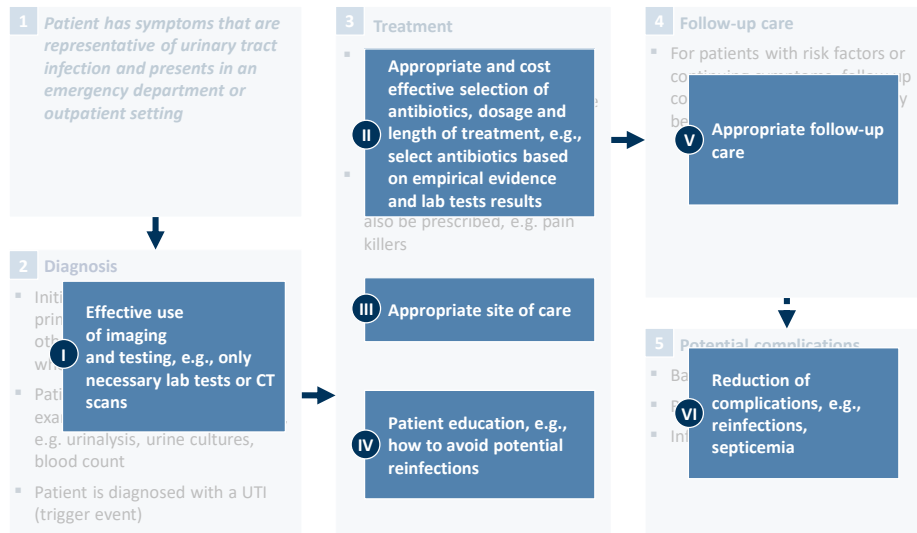 1 Patient has symptoms that are
representative of urinary tract
infection and presents in an
emergency department or
outpatient setting
2 Diagnosis
I
Effective use
of imaging
and testing, e.g., only
necessary lab tests or CT
scans
e.g. urinalysis, urine cultures,
blood count
Patient is diagnosed with a UTI
(trigger event)
3 Treatment
II
Appropriate and cost
effective selection of
antibiotics, dosage and
length of treatment, e.g.,
select antibiotics based
on empirical evidence
and lab tests results
also be prescribed, e.g. pain
killers
III Appropriate site of care
IV
Patient education, e.g.,
how to avoid potential
reinfections
4 Follow-up care
For patients with risk factors or
V
Appropriate follow-up
care
5 Potential complications
VI
Reduction of
complications, e.g.,
reinfections,
septicemia